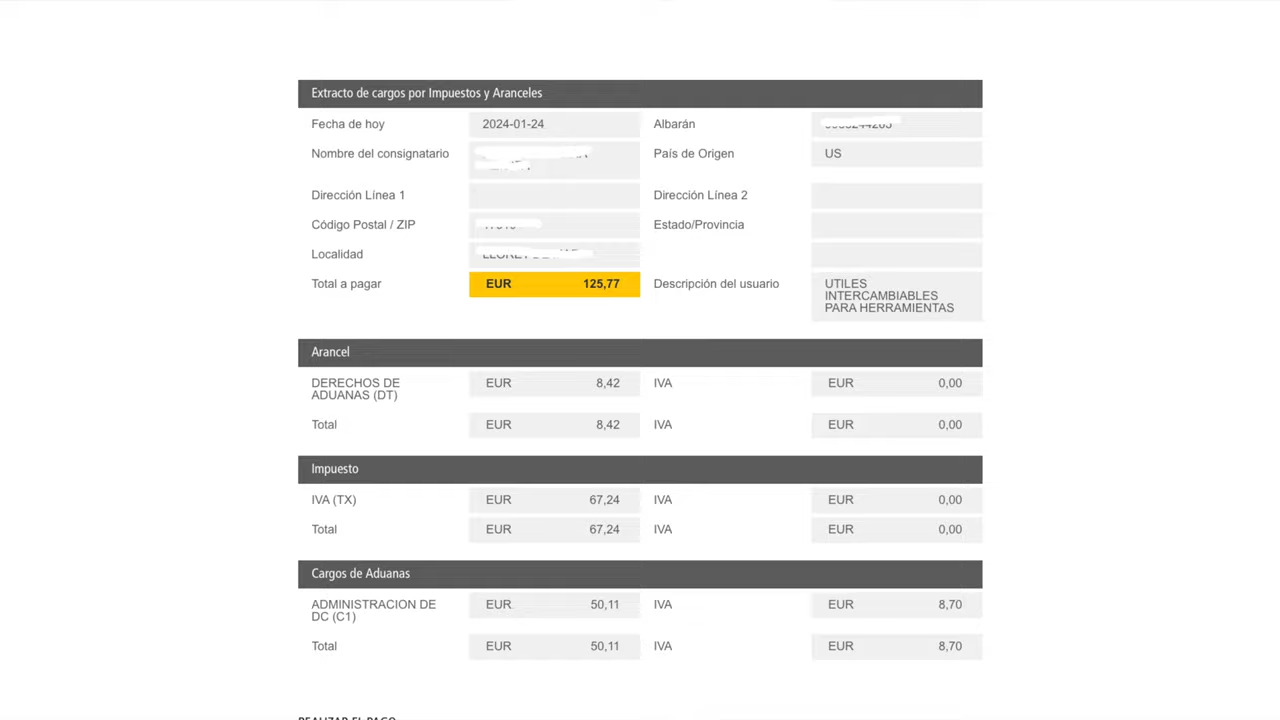 Extracto de cargos por Impuestos y Aranceles
Fecha de hoy 2024-01-24 Albarán
Nombre del consignatario País de Origen US
Dirección Línea 1 Dirección Línea 2
Código Postal / ZIP Estado/Provincia
Localidad
Total a pagar EUR 125,77 Descripción del usuario UTILES
INTERCAMBIABLES
PARA HERRAMIENTAS
Arancel
DERECHOS DE EUR 8,42 IVA EUR 0,00
ADUANAS (DT)
Total EUR 8,42 IVA EUR 0,00
Impuesto
IVA (TX) EUR 67,24 IVA EUR 0,00
Total EUR 67,24 IVA EUR 0,00
Cargos de Aduanas
ADMINISTRACION DE EUR 50,11 IVA EUR 8,70
DC (C1)
Total EUR 50,11 IVA EUR 8,70
REALIZAR EL PAGO